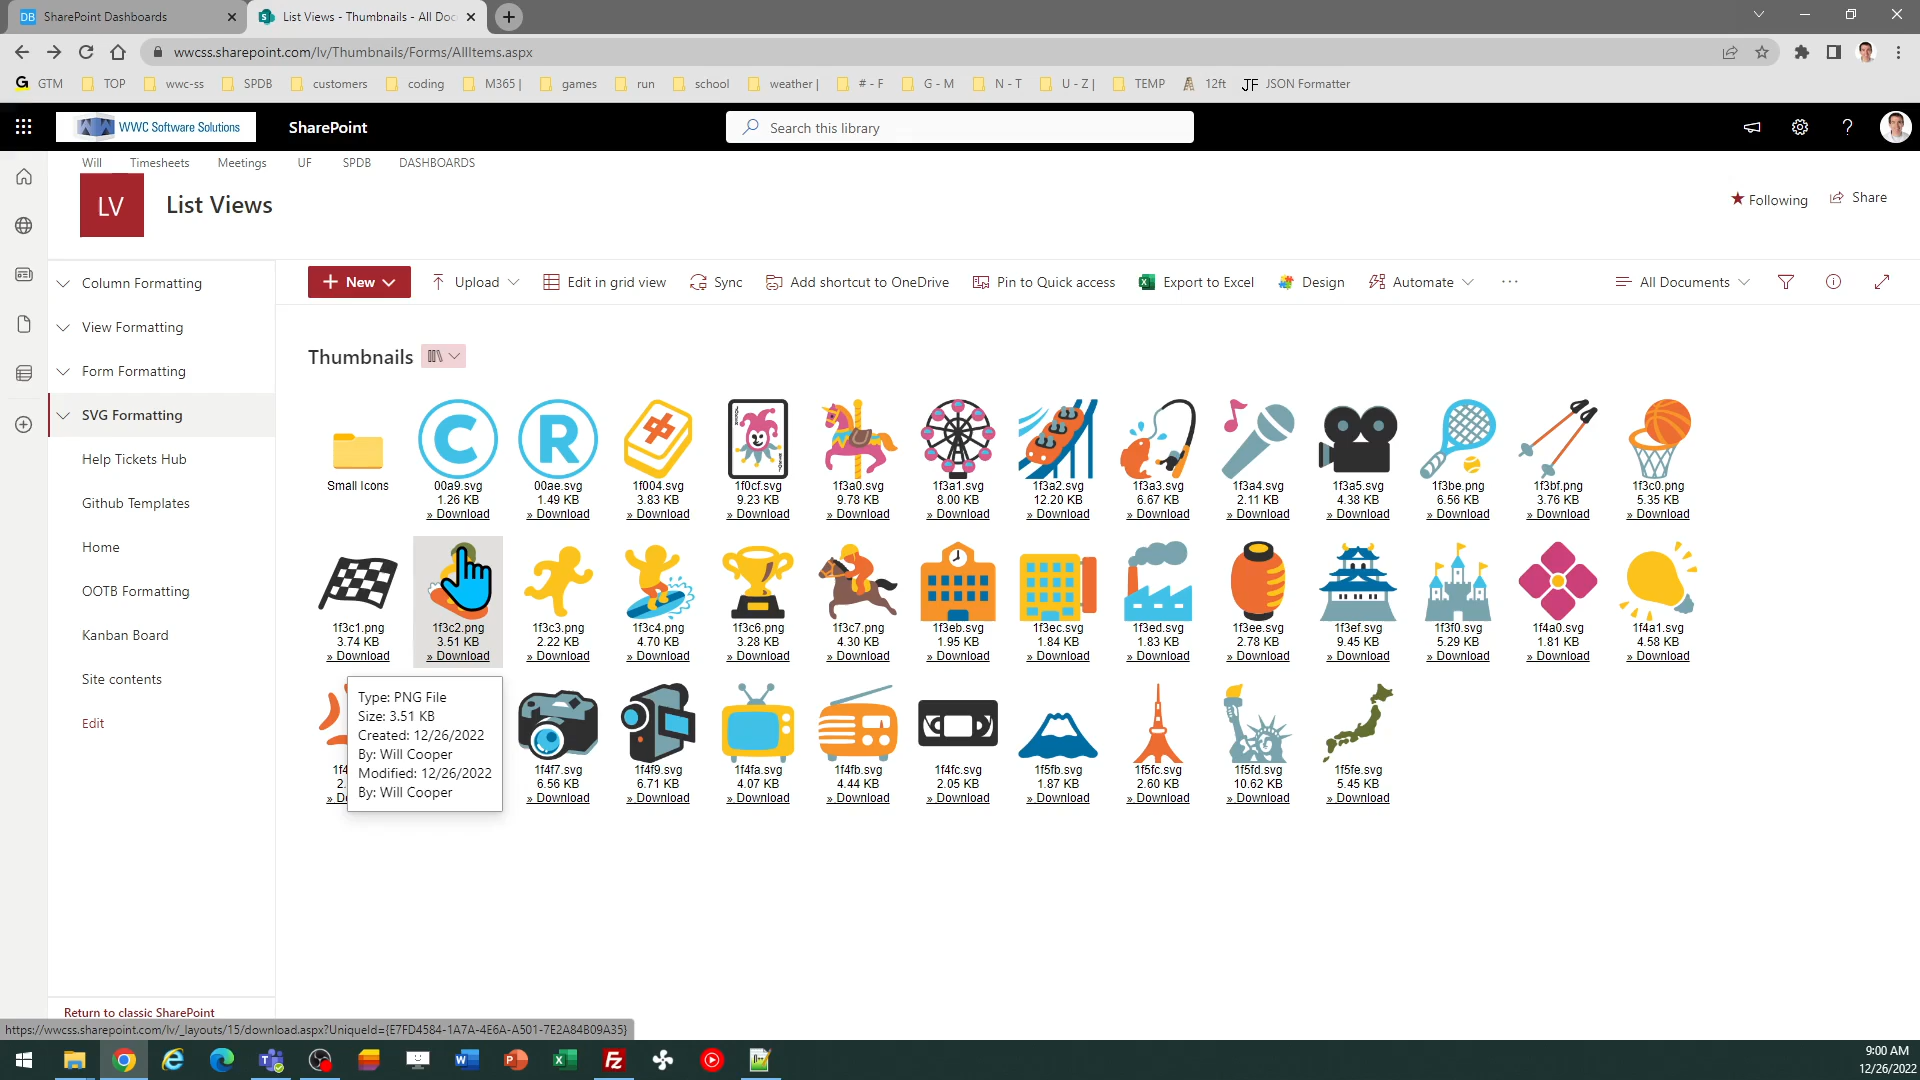 DB SharePoint Dashboards
List Views - Thumbnails - All Doc
wwcss.sharepoint.com/lv/Thumbnails/Forms/AllItems.aspx
G GTM TOP wwc-ss SPDB customers coding M365 | games run school weather | # - F G - M N - T U - Z | TEMP 12ft JF JSON Formatter
WWC Software Solutions SharePoint Search this library ?
Will Timesheets Meetings UF SPDB DASHBOARDS
LV List Views
Following Share
Column Formatting
View Formatting
Form Formatting
SVG Formatting
Help Tickets Hub
Github Templates
Home
OOTB Formatting
Kanban Board
Site contents
Edit
Return to classic SharePoint
New Upload Edit in grid view Sync Add shortcut to OneDrive Pin to Quick access Export to Excel Design Automate ... All Documents
Thumbnails
C R JOKER JOKER
Small Icons 00a9.svg 00ae.svg 1f004.svg 1f0cf.svg 1f3a0.svg 1f3a1.svg 1f3a2.svg 1f3a3.svg 1f3a4.svg 1f3a5.svg 1f3be.png 1f3bf.png 1f3c0.png
1.26 KB 1.49 KB 3.83 KB 9.23 KB 9.78 KB 8.00 KB 12.20 KB 6.67 KB 2.11 KB 4.38 KB 6.56 KB 3.76 KB 5.35 KB
» Download » Download » Download » Download » Download » Download » Download » Download » Download » Download » Download » Download » Download
1f3c1.png 1f3c2.png 1f3c3.png 1f3c4.png 1f3c6.png 1f3c7.png 1f3eb.svg 1f3ec.svg 1f3ed.svg 1f3ee.svg 1f3ef.svg 1f3f0.svg 1f4a0.svg 1f4a1.svg
3.74 KB 3.51 KB 2.22 KB 4.70 KB 3.28 KB 4.30 KB 1.95 KB 1.84 KB 1.83 KB 2.78 KB 9.45 KB 5.29 KB 1.81 KB 4.58 KB
» Download » Download » Download » Download » Download » Download » Download » Download » Download » Download » Download » Download » Download » Download
Type: PNG File
Size: 3.51 KB
Created: 12/26/2022
By: Will Cooper
Modified: 12/26/2022
By: Will Cooper
1f4f7.svg 1f4f9.svg 1f4fa.svg 1f4fb.svg 1f4fc.svg 1f5fb.svg 1f5fc.svg 1f5fd.svg 1f5fe.svg
6.56 KB 6.71 KB 4.07 KB 4.44 KB 2.05 KB 1.87 KB 2.60 KB 10.62 KB 5.45 KB
» Download » Download » Download » Download » Download » Download » Download » Download » Download
https://wwcss.sharepoint.com/lv/_layouts/15/download.aspx?UniqueId={E7FD4584-1A7A-4E6A-A501-7E2A84B09A35}
9:00 AM
12/26/2022